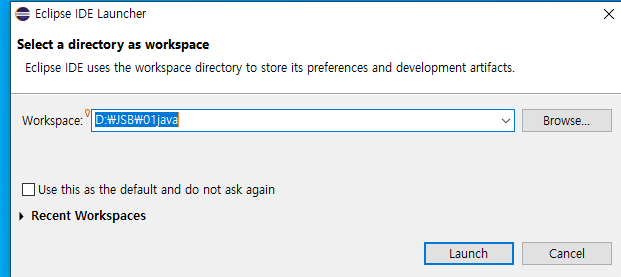 Eclipse IDE Launcher
Select a directory as workspace
Eclipse IDE uses the workspace directory to store its preferences and development artifacts.
Workspace: D:₩JSB₩01java Browse...
Use this as the default and do not ask again
Recent Workspaces
Launch Cancel